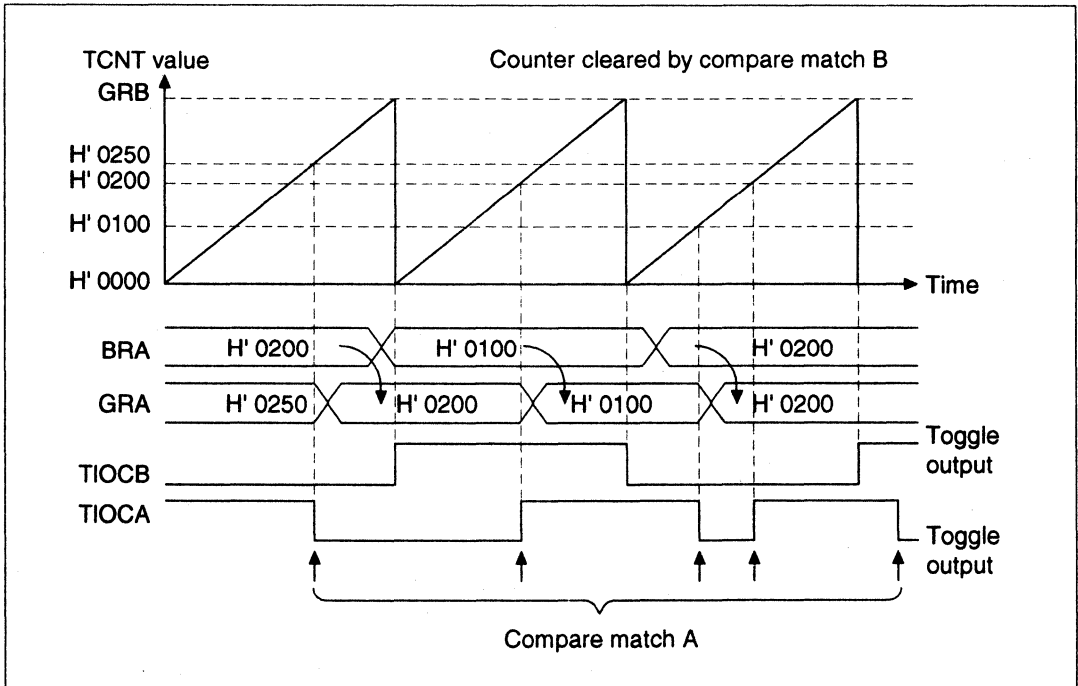 TCNT value
Counter cleared by compare match B
GRB
H' 0250
H' 0200
H' 0100
H' 0000
Time
BRA
H' 0200
H' 0100
H' 0200
GRA
H' 0250
H' 0200
H' 0100
H' 0200
TIOCB
Toggle
output
TIOCA
Toggle
output
Compare match A